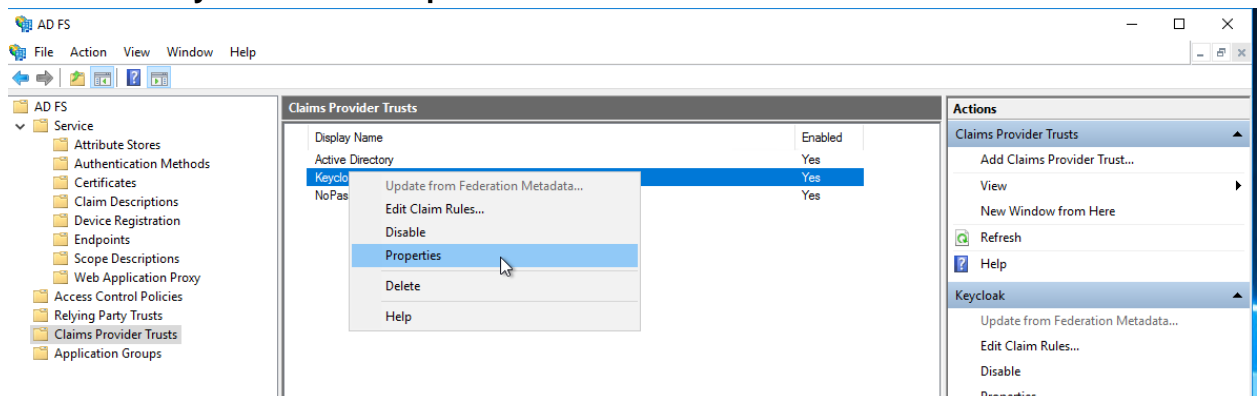 AD FS
File Action View Window Help
AD FS
Service
Attribute Stores
Authentication Methods
Certificates
Claim Descriptions
Device Registration
Endpoints
Scope Descriptions
Web Application Proxy
Access Control Policies
Relying Party Trusts
Claims Provider Trusts
Application Groups
Claims Provider Trusts
Display Name Enabled
Active Directory Yes
Keyclo Yes
NoPas Yes
Update from Federation Metadata...
Edit Claim Rules...
Disable
Properties
Delete
Help
Actions
Claims Provider Trusts
Add Claims Provider Trust...
View
New Window from Here
Refresh
Help
Keycloak
Update from Federation Metadata...
Edit Claim Rules...
Disable
Properties